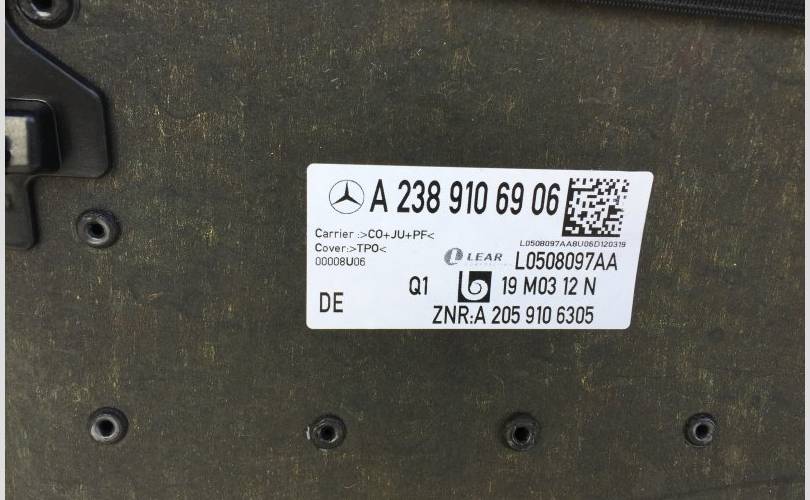 A 238 910 69 06
Carrier :>CO+JU+PF<
Cover:>TPO<
00008U06
L0508097AA8U06D120319
LEAR
L0508097AA
DE
Q1
19 M03 12 N
ZNR:A 205 910 6305